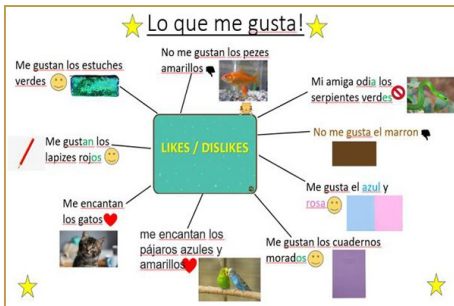 Lo que me gusta!
Me gustan los estuches
verdes
No me gustan los pezes
amarillos
Mi amiga odia los
serpientes verdes
Me gustan los
lapizes rojos
LIKES / DISLIKES
No me gusta el marron
Me gusta el azul y
rosa
Me encantan
los gatos
me encantan los
pájaros azules y
amarillos
Me gustan los cuadernos
morados